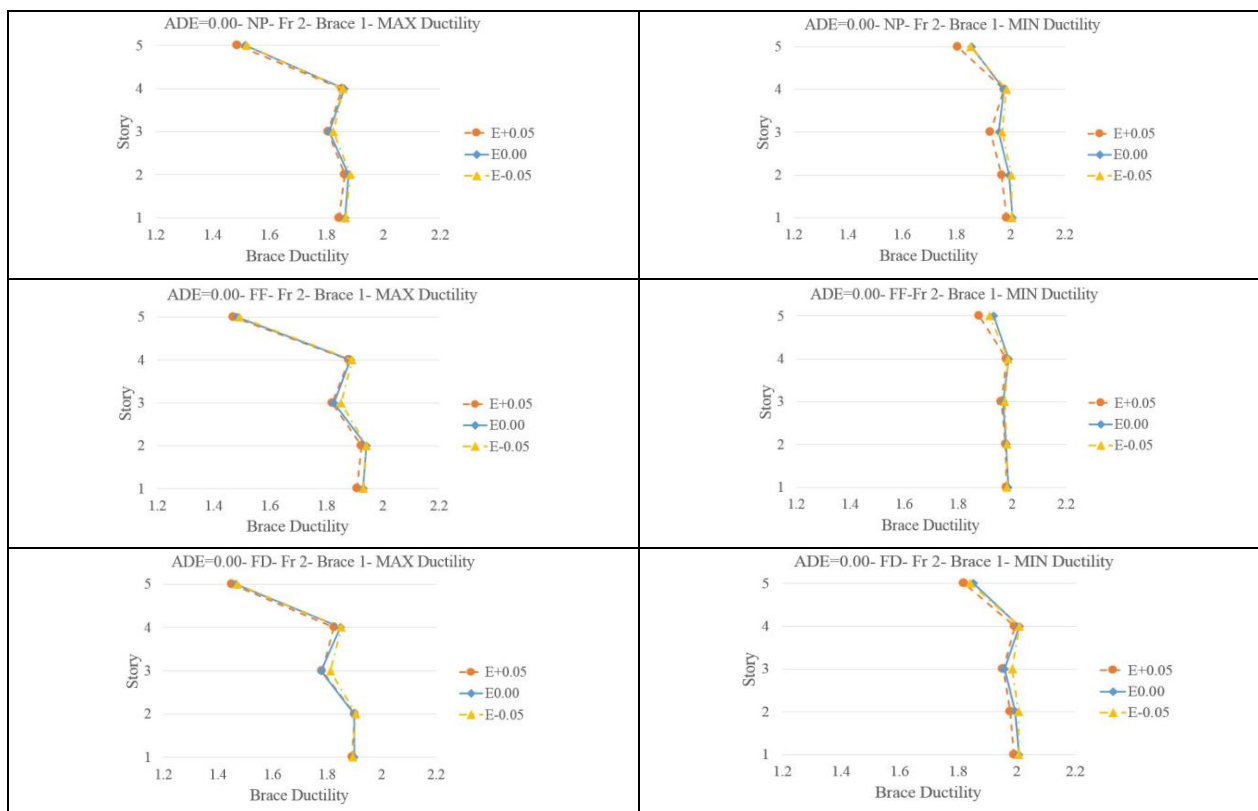 ADE=0.00- NP- Fr 2- Brace 1- MAX Ductility
5
4
3
2
1
Story
1.2 1.4 1.6 1.8 2 2.2
Brace Ductility
E+0.05
E0.00
E-0.05
ADE=0.00- NP- Fr 2- Brace 1- MIN Ductility
5
4
3
2
1
Story
1.2 1.4 1.6 1.8 2 2.2
Brace Ductility
E+0.05
E0.00
E-0.05
ADE=0.00- FF- Fr 2- Brace 1- MAX Ductility
5
4
3
2
1
Story
1.2 1.4 1.6 1.8 2 2.2
Brace Ductility
E+0.05
E0.00
E-0.05
ADE=0.00- FF-Fr 2- Brace 1- MIN Ductility
5
4
3
2
1
Story
1.2 1.4 1.6 1.8 2 2.2
Brace Ductility
E+0.05
E0.00
E-0.05
ADE=0.00- FD- Fr 2- Brace 1- MAX Ductility
5
4
3
2
1
Story
1.2 1.4 1.6 1.8 2 2.2
Brace Ductility
E+0.05
E0.00
E-0.05
ADE=0.00- FD- Fr 2- Brace 1- MIN Ductility
5
4
3
2
1
Story
1.2 1.4 1.6 1.8 2 2.2
Brace Ductility
E+0.05
E0.00
E-0.05